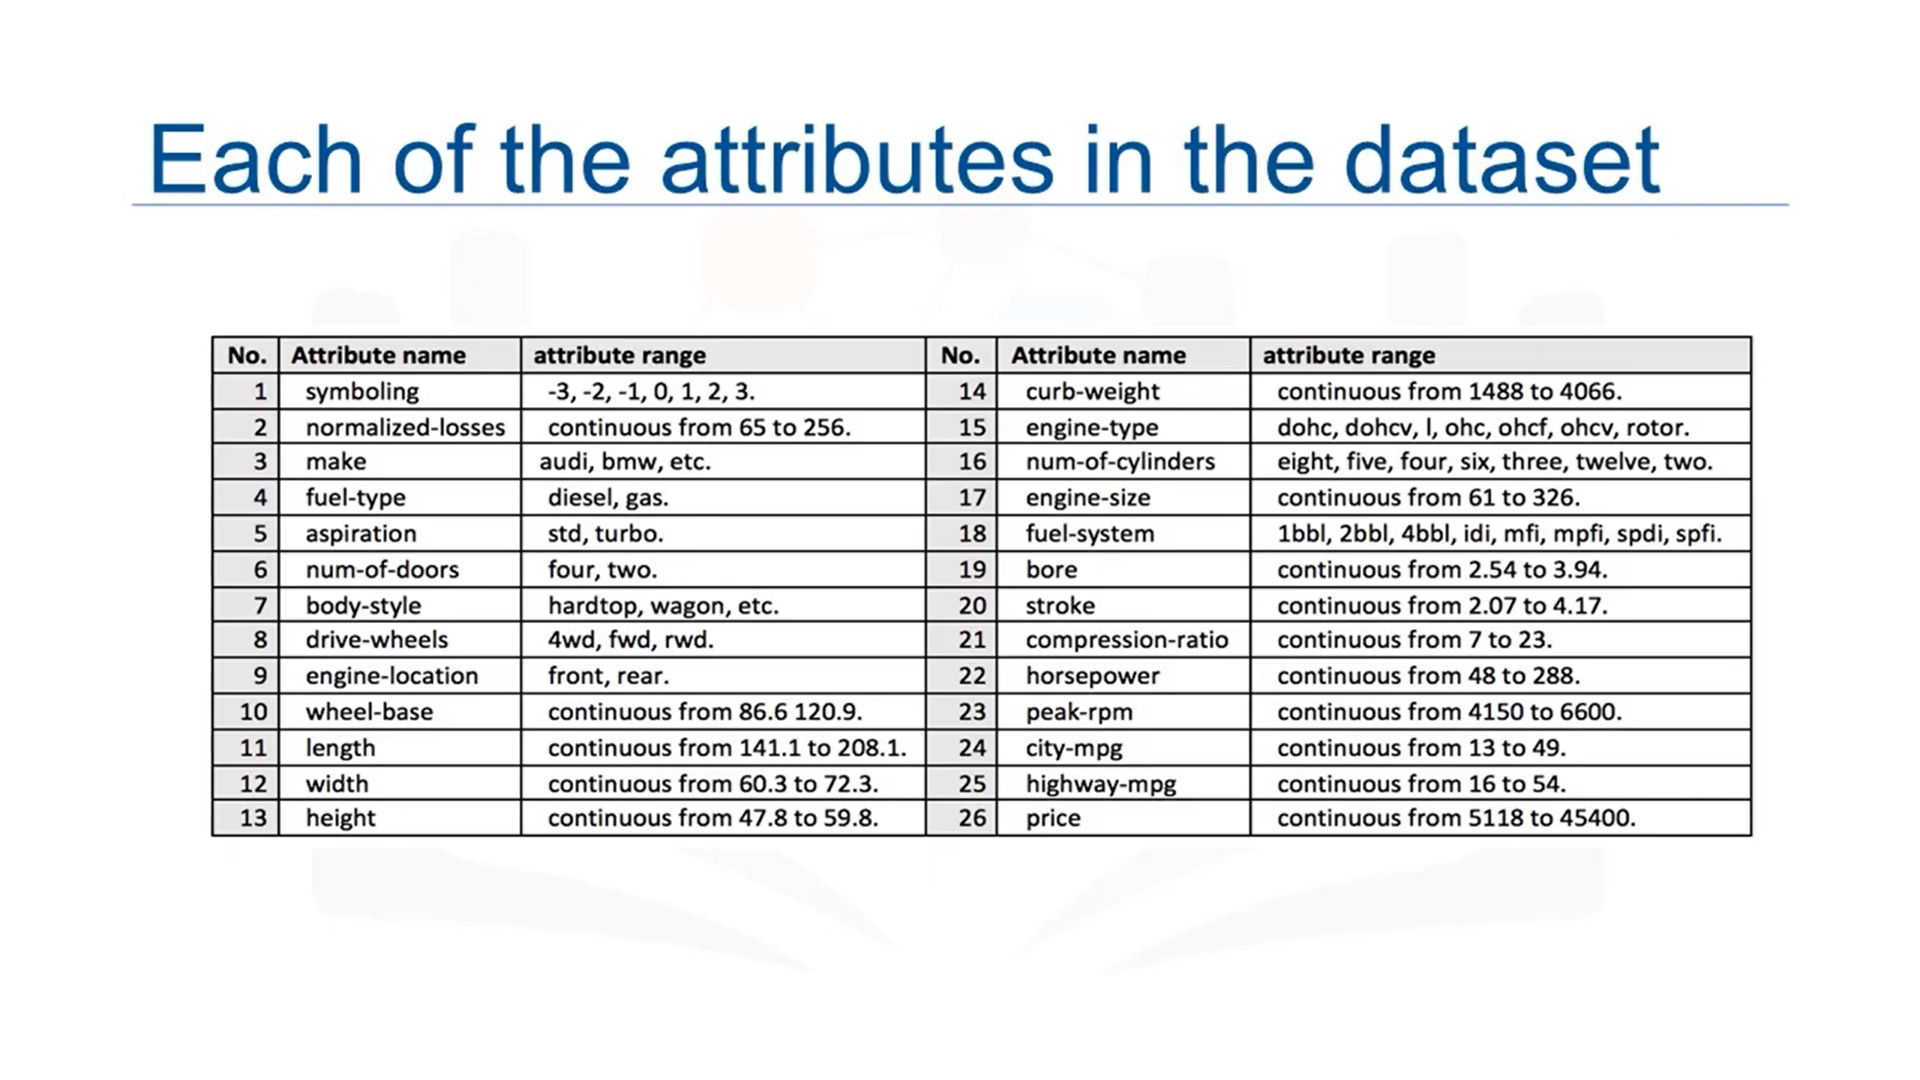 Each of the attributes in the dataset
No. Attribute name attribute range No. Attribute name attribute range
1 symboling -3, -2, -1, 0, 1, 2, 3. 14 curb-weight continuous from 1488 to 4066.
2 normalized-losses continuous from 65 to 256. 15 engine-type dohc, dohcv, l, ohc, ohcf, ohcv, rotor.
3 make audi, bmw, etc. 16 num-of-cylinders eight, five, four, six, three, twelve, two.
4 fuel-type diesel, gas. 17 engine-size continuous from 61 to 326.
5 aspiration std, turbo. 18 fuel-system 1bbl, 2bbl, 4bbl, idi, mfi, mpfi, spdi, spfi.
6 num-of-doors four, two. 19 bore continuous from 2.54 to 3.94.
7 body-style hardtop, wagon, etc. 20 stroke continuous from 2.07 to 4.17.
8 drive-wheels 4wd, fwd, rwd. 21 compression-ratio continuous from 7 to 23.
9 engine-location front, rear. 22 horsepower continuous from 48 to 288.
10 wheel-base continuous from 86.6 120.9. 23 peak-rpm continuous from 4150 to 6600.
11 length continuous from 141.1 to 208.1. 24 city-mpg continuous from 13 to 49.
12 width continuous from 60.3 to 72.3. 25 highway-mpg continuous from 16 to 54.
13 height continuous from 47.8 to 59.8. 26 price continuous from 5118 to 45400.